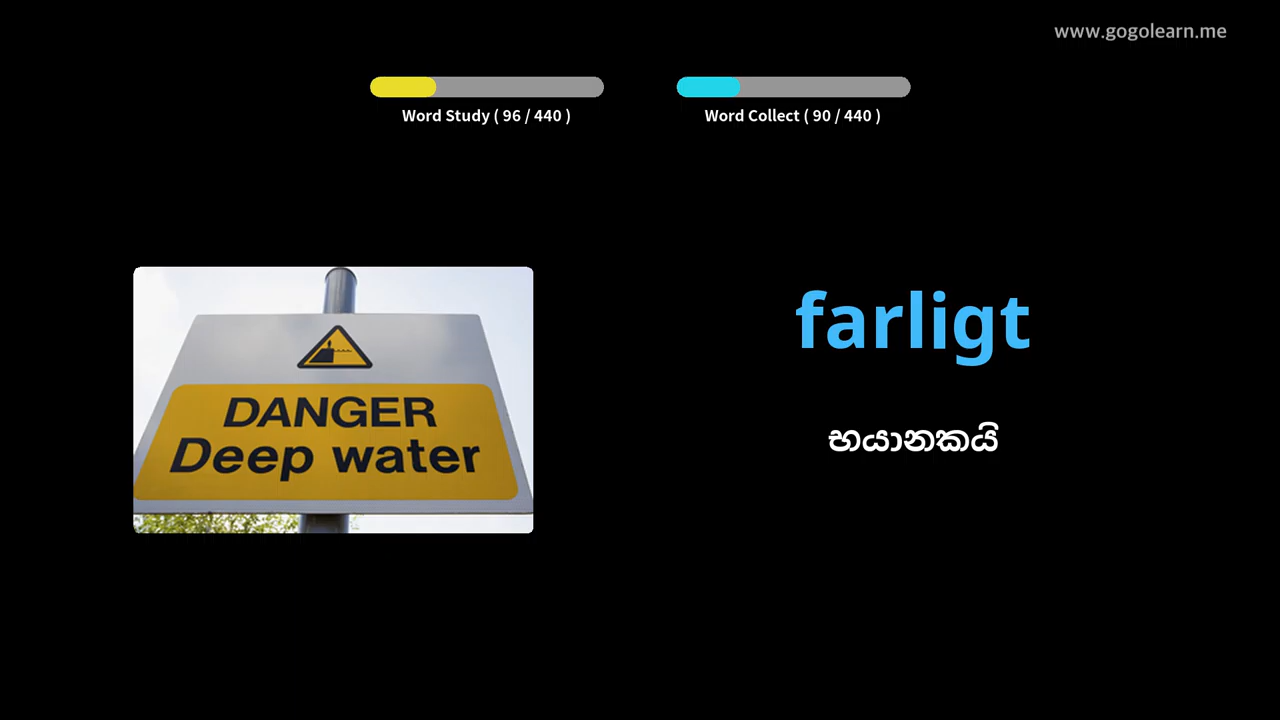 www.gogolearn.me
Word Study ( 96 / 440 )
Word Collect ( 90 / 440 )
DANGER
Deep water
farligt
භයානකයි